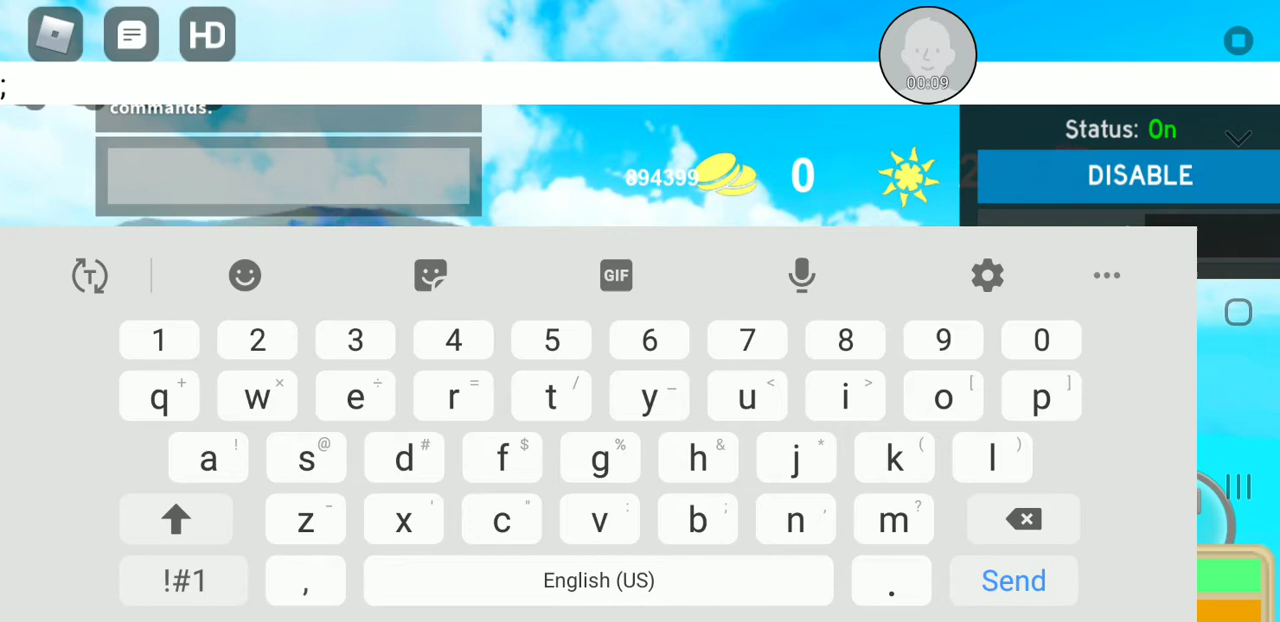 HD
00:09
;
commands.
Status: On
894399
0
DISABLE
T
GIF
1 2 3 4 5 6 7 8 9 0
q + w × e ÷ r = t / y _ u < i > o [ p ]
a ! s @ d # f $ g % h & j * k ( l )
z - x ' c " v : b ; n , m ?
!#1 , English (US) . Send